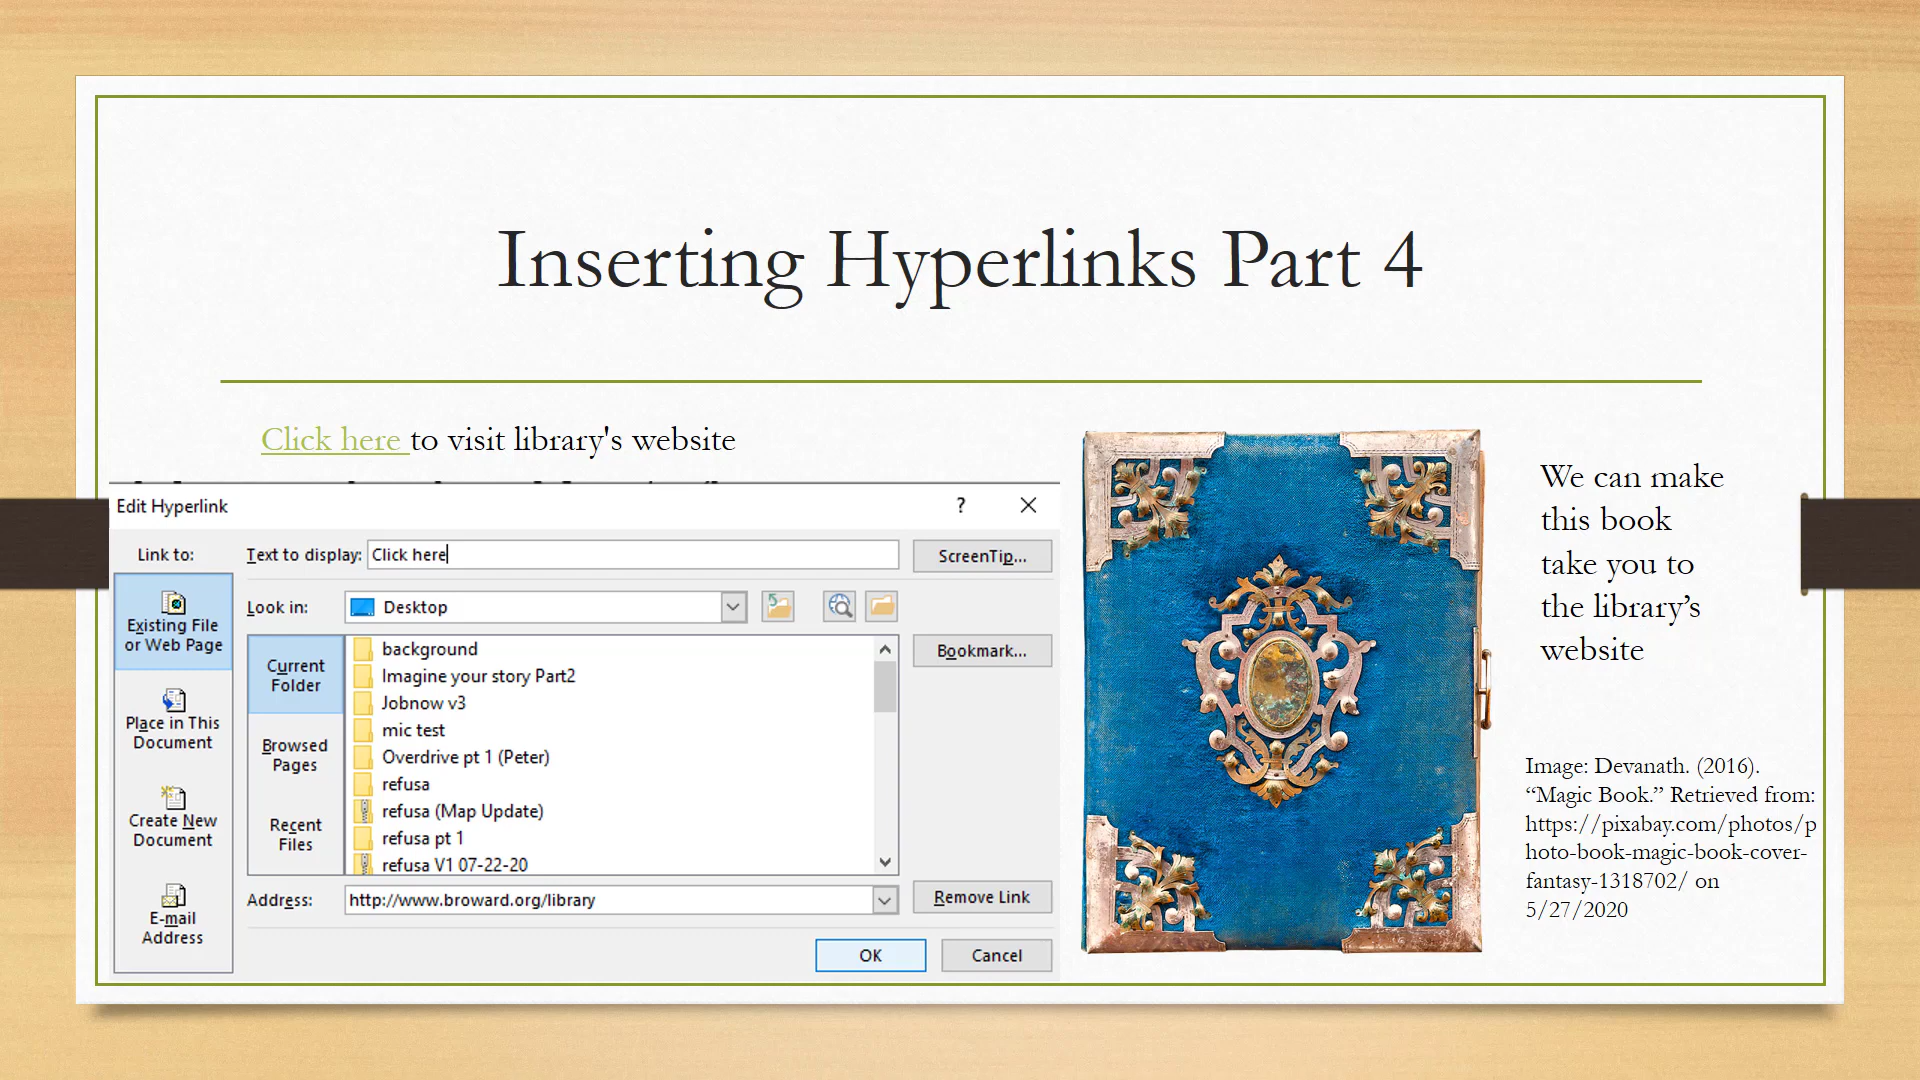 Inserting Hyperlinks Part 4
Click here to visit library's website
Edit Hyperlink
?
Link to:
Text to display: Click here
ScreenTip...
Existing File
or Web Page
Place in This
Document
Create New
Document
E-mail
Address
Look in: Desktop
Current
Folder
Browsed
Pages
Recent
Files
background
Imagine your story Part2
Jobnow v3
mic test
Overdrive pt 1 (Peter)
refusa
refusa (Map Update)
refusa pt 1
refusa V1 07-22-20
Bookmark...
Address: http://www.broward.org/library
Remove Link
OK
Cancel
We can make
this book
take you to
the library’s
website
Image: Devanath. (2016).
“Magic Book.” Retrieved from:
https://pixabay.com/photos/p
hoto-book-magic-book-cover-
fantasy-1318702/ on
5/27/2020